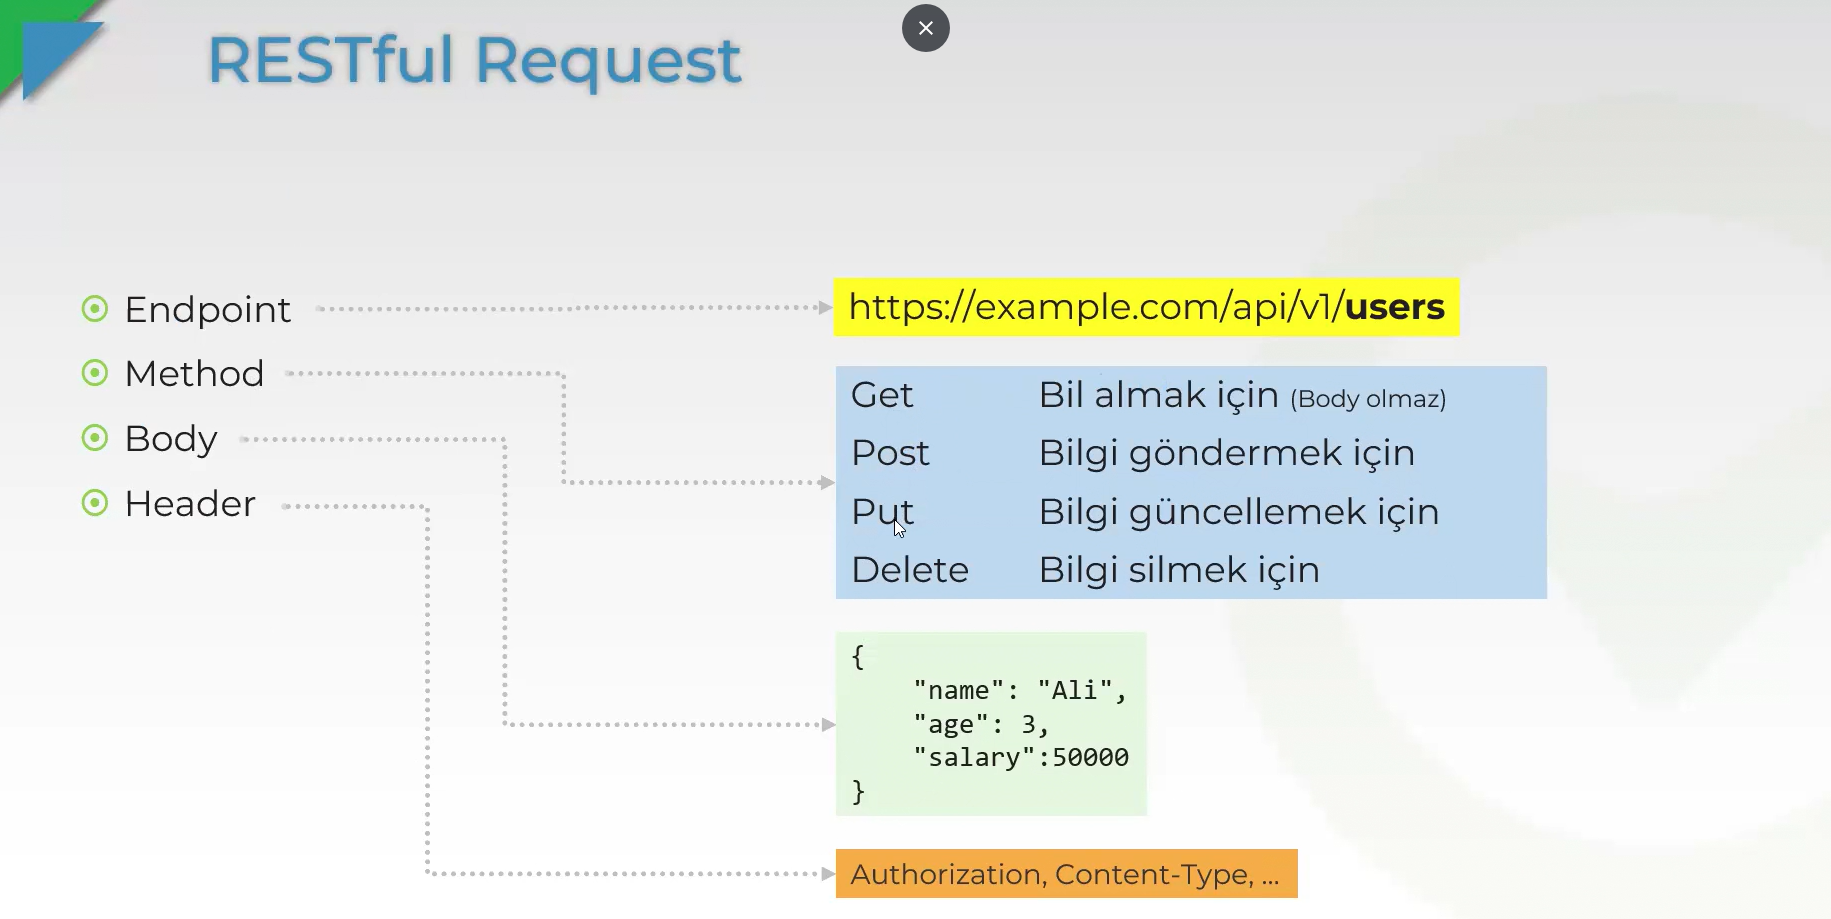 RESTful Request
Endpoint
Method
Body
Header
https://example.com/api/v1/users
Get Bil almak için (Body olmaz)
Post Bilgi göndermek için
Put Bilgi güncellemek için
Delete Bilgi silmek için
{
"name": "Ali",
"age": 3,
"salary":50000
}
Authorization, Content-Type, ...